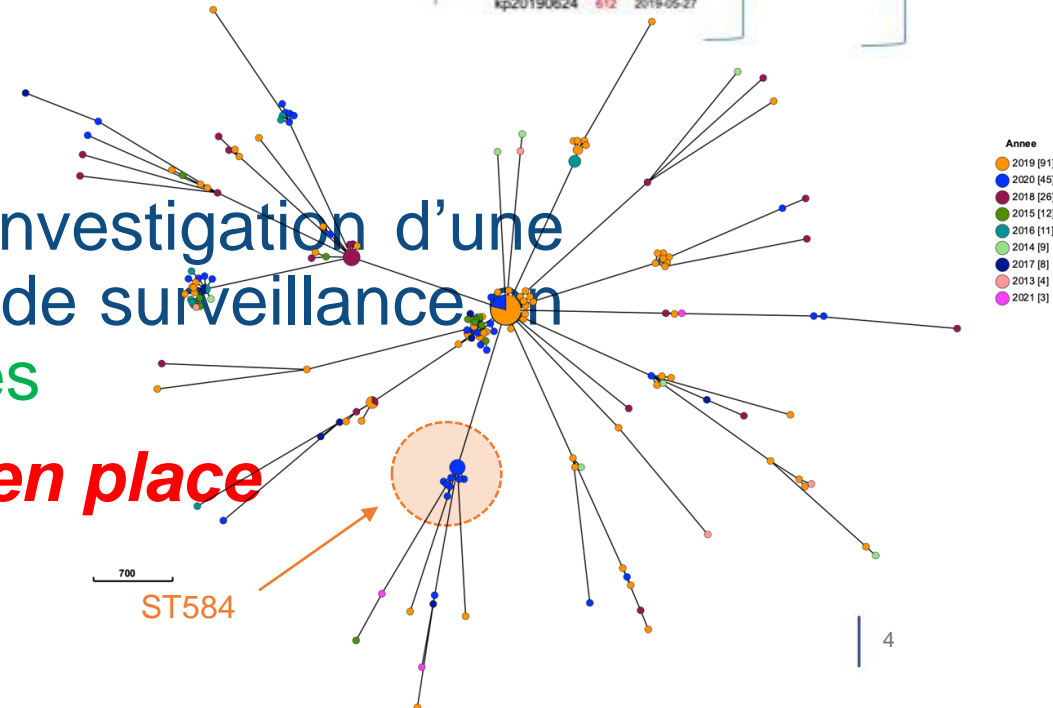 kp20190624 612 2019-05-27
Annee
2019 [91]
2020 [45]
2018 [26]
2015 [12]
2016 [11]
2014 [9]
2017 [8]
2013 [4]
2021 [3]
nvestigation d'une
de surveillance n
es
en place
700
ST584
4